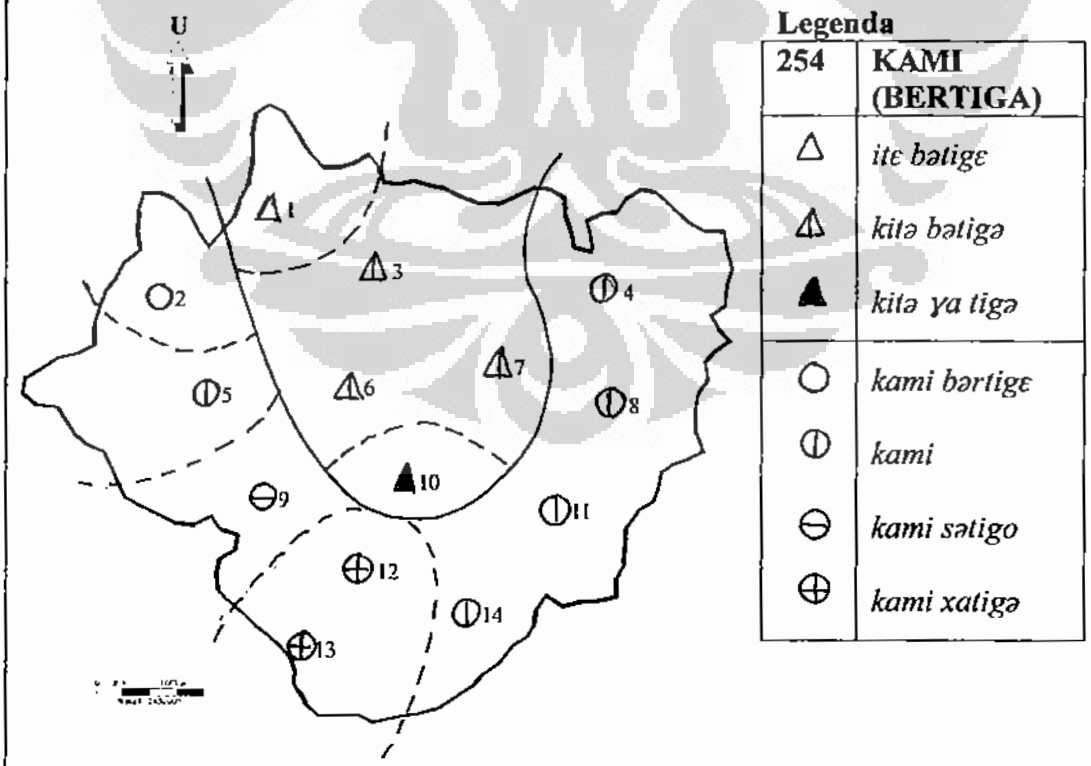 U
Legenda
254 KAMI
(BERTIGA)
itɛ bətigɛ
kitə bətigə
kitə ɣa tigə
kami bərtigɛ
kami
kami sətigo
kami xatigə
1
3
2
4
7
6
5
8
10
9
11
12
14
13